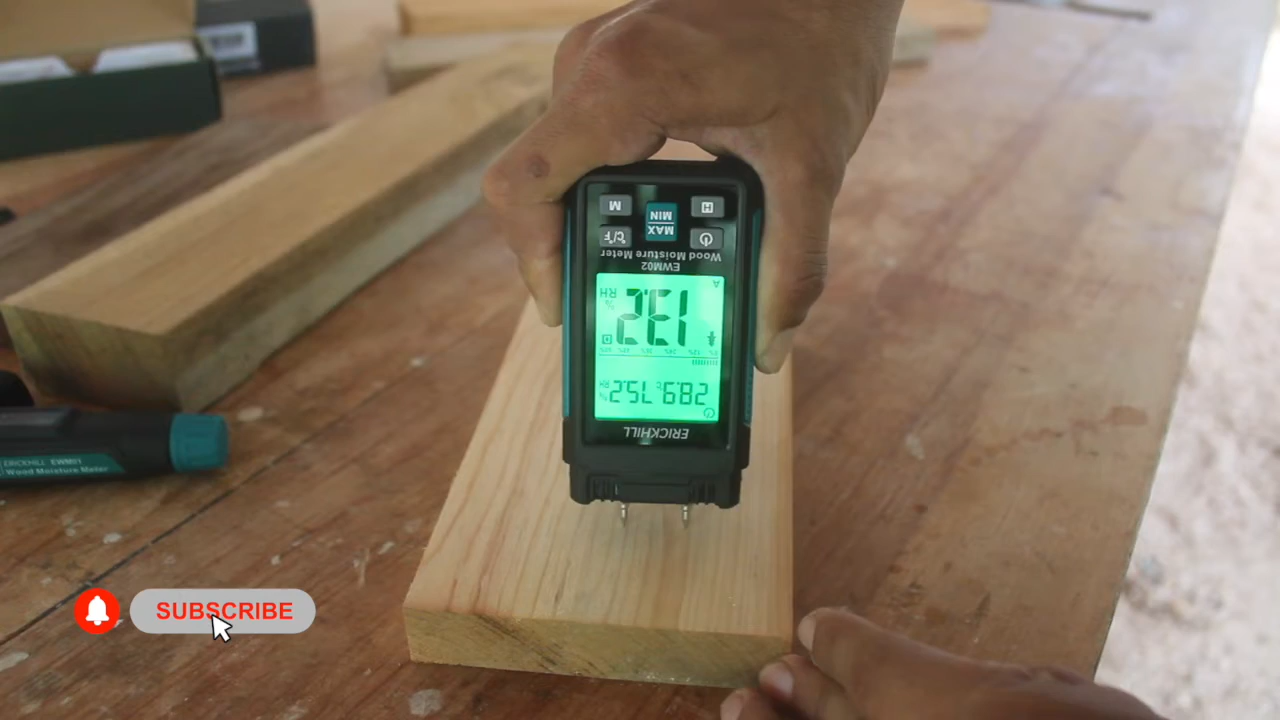 ERICKHILL
28.9°C 75.2%RH
13.2
%
RH
A
EWM02
Wood Moisture Meter
°C/°F
MAX
MIN
H
M
ERICKHILL EWM01
Wood Moisture Meter
SUBSCRIBE